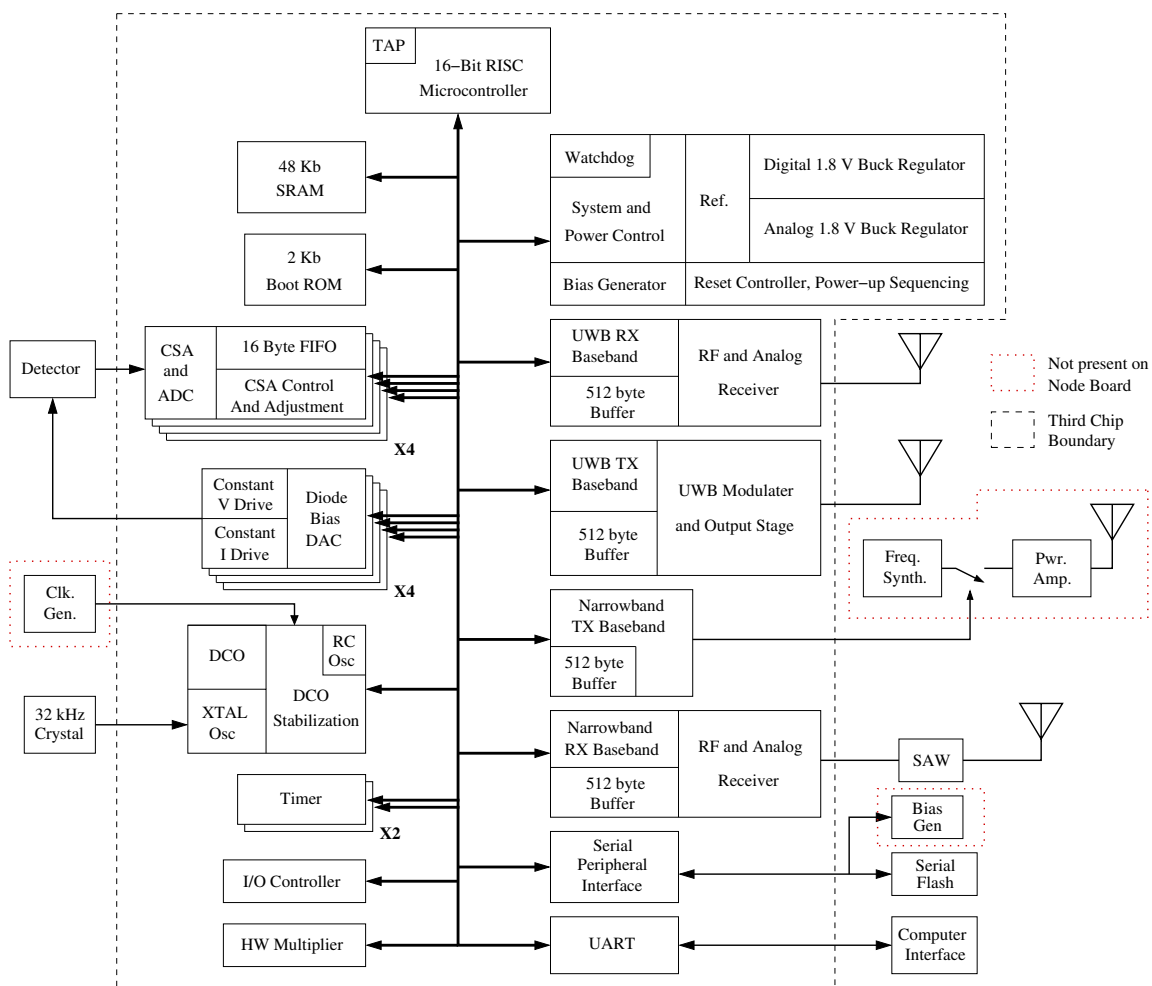 TAP
16−Bit RISC
Microcontroller
48 Kb
SRAM
2 Kb
Boot ROM
Watchdog
System and
Power Control
Ref.
Digital 1.8 V Buck Regulator
Analog 1.8 V Buck Regulator
Bias Generator
Reset Controller, Power−up Sequencing
Detector
CSA
and
ADC
16 Byte FIFO
CSA Control
And Adjustment
X4
UWB RX
Baseband
512 byte
Buffer
RF and Analog
Receiver
Not present on
Node Board
Third Chip
Boundary
Constant
V Drive
Constant
I Drive
Diode
Bias
DAC
X4
UWB TX
Baseband
512 byte
Buffer
UWB Modulater
and Output Stage
Freq.
Synth.
Pwr.
Amp.
Clk.
Gen.
DCO
RC
Osc
DCO
Stabilization
XTAL
Osc
32 kHz
Crystal
Narrowband
TX Baseband
512 byte
Buffer
Narrowband
RX Baseband
512 byte
Buffer
RF and Analog
Receiver
SAW
Timer
X2
Bias
Gen
Serial
Peripheral
Interface
Serial
Flash
I/O Controller
HW Multiplier
UART
Computer
Interface